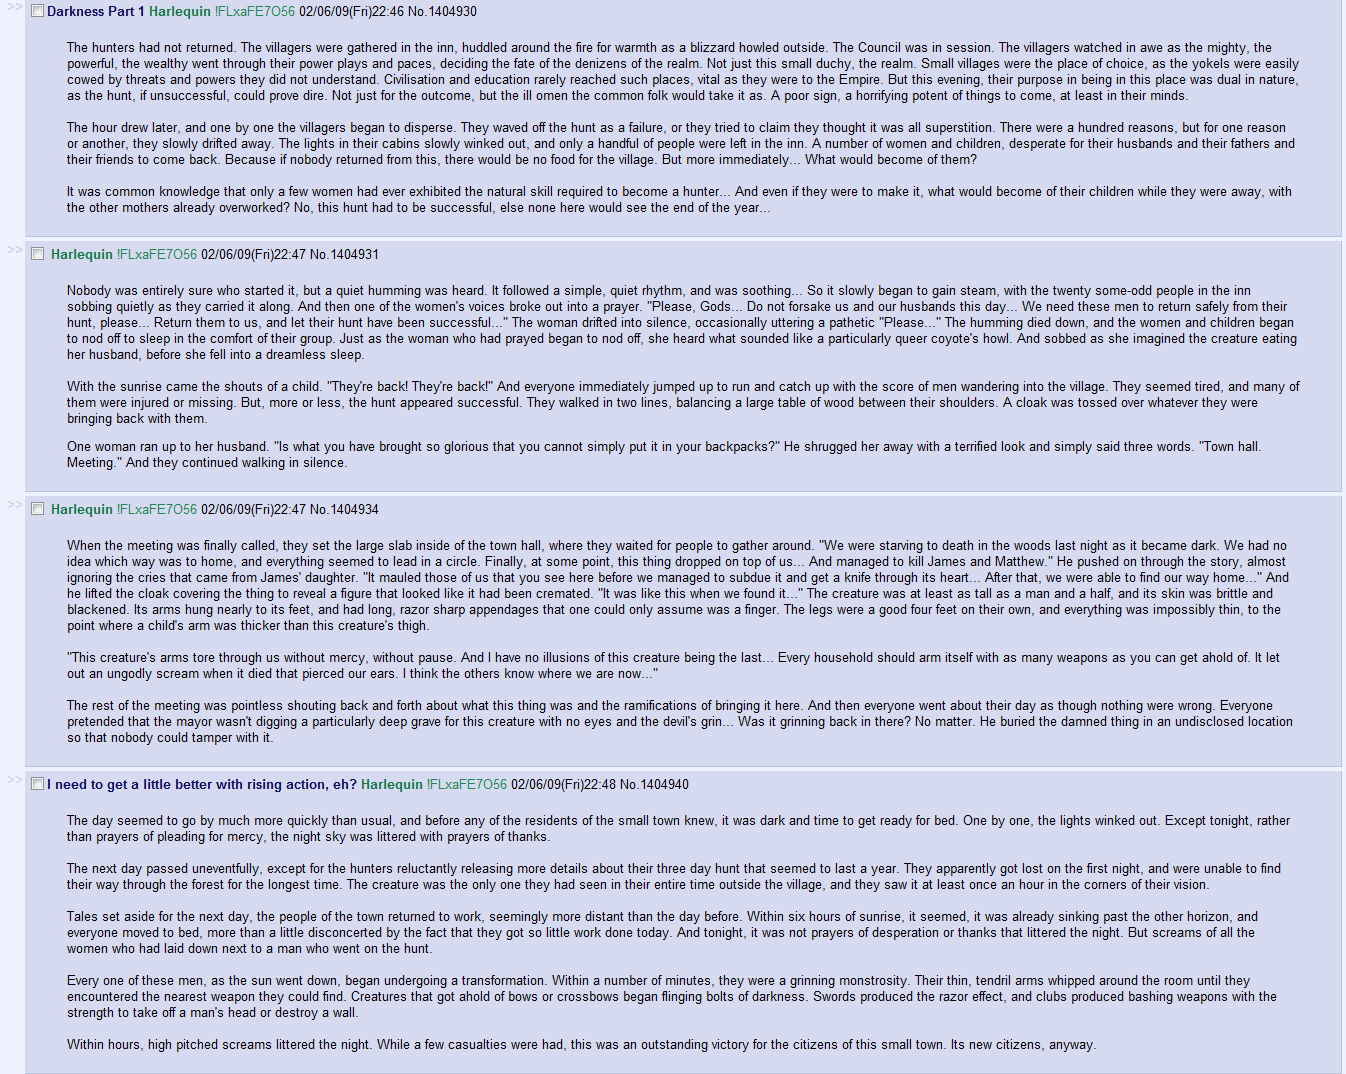 >> Darkness Part 1 Harlequin !FLxaFE7O56 02/06/09(Fri)22:46 No.1404930
The hunters had not returned. The villagers were gathered in the inn, huddled around the fire for warmth as a blizzard howled outside. The Council was in session. The villagers watched in awe as the mighty, the
powerful, the wealthy went through their power plays and paces, deciding the fate of the denizens of the realm. Not just this small duchy, the realm. Small villages were the place of choice, as the yokels were easily
cowed by threats and powers they did not understand. Civilisation and education rarely reached such places, vital as they were to the Empire. But this evening, their purpose in being in this place was dual in nature,
as the hunt, if unsuccessful, could prove dire. Not just for the outcome, but the ill omen the common folk would take it as. A poor sign, a horrifying potent of things to come, at least in their minds.
The hour drew later, and one by one the villagers began to disperse. They waved off the hunt as a failure, or they tried to claim they thought it was all superstition. There were a hundred reasons, but for one reason
or another, they slowly drifted away. The lights in their cabins slowly winked out, and only a handful of people were left in the inn. A number of women and children, desperate for their husbands and their fathers and
their friends to come back. Because if nobody returned from this, there would be no food for the village. But more immediately... What would become of them?
It was common knowledge that only a few women had ever exhibited the natural skill required to become a hunter... And even if they were to make it, what would become of their children while they were away, with
the other mothers already overworked? No, this hunt had to be successful, else none here would see the end of the year...
>> Harlequin !FLxaFE7O56 02/06/09(Fri)22:47 No.1404931
Nobody was entirely sure who started it, but a quiet humming was heard. It followed a simple, quiet rhythm, and was soothing... So it slowly began to gain steam, with the twenty some-odd people in the inn
sobbing quietly as they carried it along. And then one of the women's voices broke out into a prayer. "Please, Gods... Do not forsake us and our husbands this day... We need these men to return safely from their
hunt, please... Return them to us, and let their hunt have been successful..." The woman drifted into silence, occasionally uttering a pathetic "Please..." The humming died down, and the women and children began
to nod off to sleep in the comfort of their group. Just as the woman who had prayed began to nod off, she heard what sounded like a particularly queer coyote's howl. And sobbed as she imagined the creature eating
her husband, before she fell into a dreamless sleep.
With the sunrise came the shouts of a child. "They're back! They're back!" And everyone immediately jumped up to run and catch up with the score of men wandering into the village. They seemed tired, and many of
them were injured or missing. But, more or less, the hunt appeared successful. They walked in two lines, balancing a large table of wood between their shoulders. A cloak was tossed over whatever they were
bringing back with them.
One woman ran up to her husband. "Is what you have brought so glorious that you cannot simply put it in your backpacks?" He shrugged her away with a terrified look and simply said three words. "Town hall.
Meeting." And they continued walking in silence.
>> Harlequin !FLxaFE7O56 02/06/09(Fri)22:47 No.1404934
When the meeting was finally called, they set the large slab inside of the town hall, where they waited for people to gather around. "We were starving to death in the woods last night as it became dark. We had no
idea which way was to home, and everything seemed to lead in a circle. Finally, at some point, this thing dropped on top of us... And managed to kill James and Matthew." He pushed on through the story, almost
ignoring the cries that came from James' daughter. "It mauled those of us that you see here before we managed to subdue it and get a knife through its heart... After that, we were able to find our way home..." And
he lifted the cloak covering the thing to reveal a figure that looked like it had been cremated. "It was like this when we found it..." The creature was at least as tall as a man and a half, and its skin was brittle and
blackened. Its arms hung nearly to its feet, and had long, razor sharp appendages that one could only assume was a finger. The legs were a good four feet on their own, and everything was impossibly thin, to the
point where a child's arm was thicker than this creature's thigh.
"This creature's arms tore through us without mercy, without pause. And I have no illusions of this creature being the last... Every household should arm itself with as many weapons as you can get ahold of. It let
out an ungodly scream when it died that pierced our ears. I think the others know where we are now..."
The rest of the meeting was pointless shouting back and forth about what this thing was and the ramifications of bringing it here. And then everyone went about their day as though nothing were wrong. Everyone
pretended that the mayor wasn't digging a particularly deep grave for this creature with no eyes and the devil's grin... Was it grinning back in there? No matter. He buried the damned thing in an undisclosed location
so that nobody could tamper with it.
>> I need to get a little better with rising action, eh? Harlequin !FLxaFE7O56 02/06/09(Fri)22:48 No.1404940
The day seemed to go by much more quickly than usual, and before any of the residents of the small town knew, it was dark and time to get ready for bed. One by one, the lights winked out. Except tonight, rather
than prayers of pleading for mercy, the night sky was littered with prayers of thanks.
The next day passed uneventfully, except for the hunters reluctantly releasing more details about their three day hunt that seemed to last a year. They apparently got lost on the first night, and were unable to find
their way through the forest for the longest time. The creature was the only one they had seen in their entire time outside the village, and they saw it at least once an hour in the corners of their vision.
Tales set aside for the next day, the people of the town returned to work, seemingly more distant than the day before. Within six hours of sunrise, it seemed, it was already sinking past the other horizon, and
everyone moved to bed, more than a little disconcerted by the fact that they got so little work done today. And tonight, it was not prayers of desperation or thanks that littered the night. But screams of all the
women who had laid down next to a man who went on the hunt.
Every one of these men, as the sun went down, began undergoing a transformation. Within a number of minutes, they were a grinning monstrosity. Their thin, tendril arms whipped around the room until they
encountered the nearest weapon they could find. Creatures that got ahold of bows or crossbows began flinging bolts of darkness. Swords produced the razor effect, and clubs produced bashing weapons with the
strength to take off a man's head or destroy a wall.
Within hours, high pitched screams littered the night. While a few casualties were had, this was an outstanding victory for the citizens of this small town. Its new citizens, anyway.